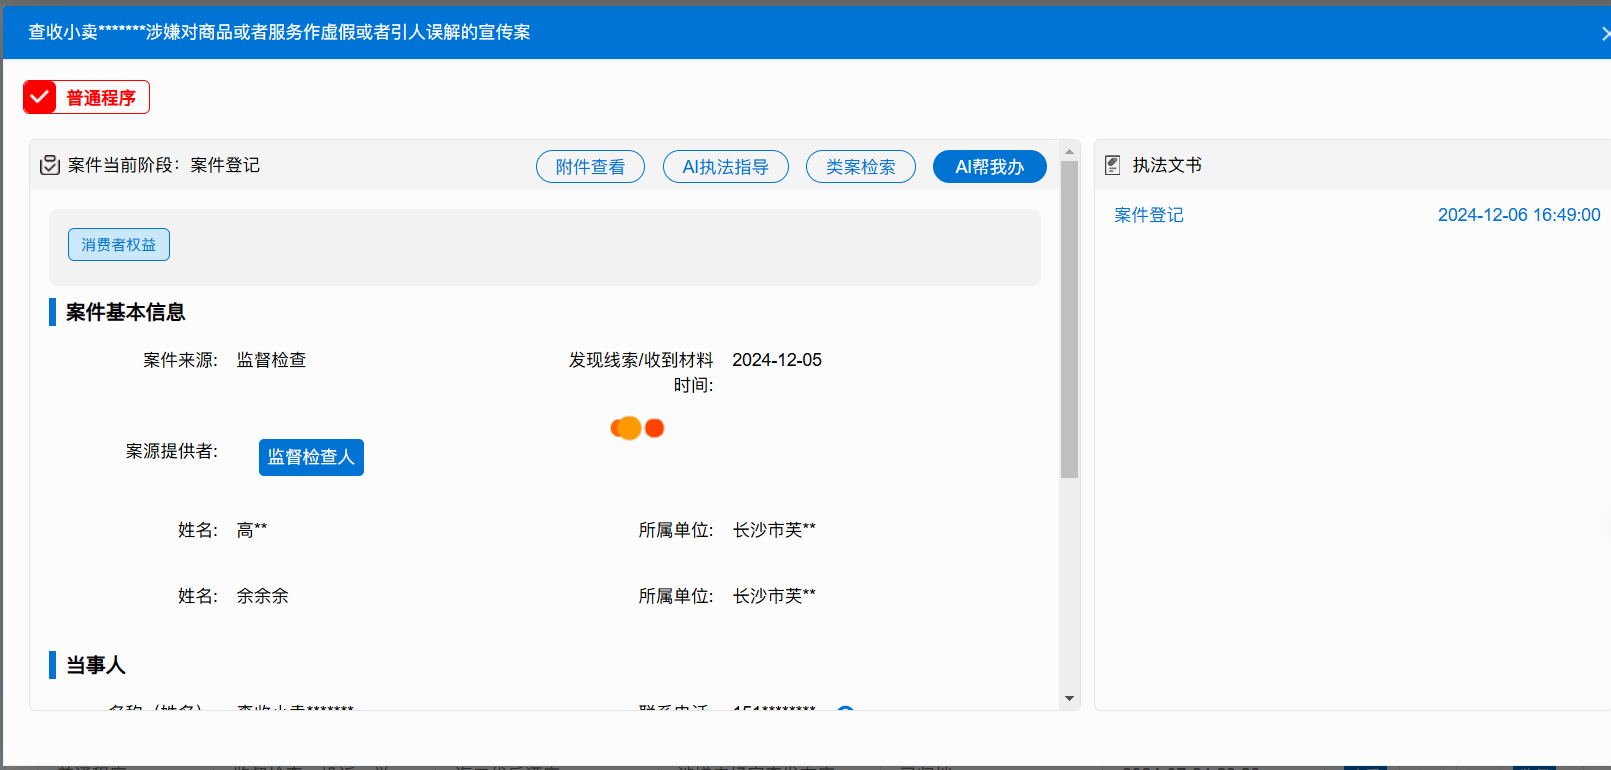 查收小卖*******涉嫌对商品或者服务作虚假或者引人误解的宣传案
普通程序
案件当前阶段：案件登记
附件查看
AI执法指导
类案检索
AI帮我办
消费者权益
案件基本信息
案件来源: 监督检查
发现线索/收到材料
时间:
2024-12-05
案源提供者:
监督检查人
姓名: 高**
所属单位: 长沙市芙**
姓名: 余余余
所属单位: 长沙市芙**
当事人
执法文书
案件登记 2024-12-06 16:49:00